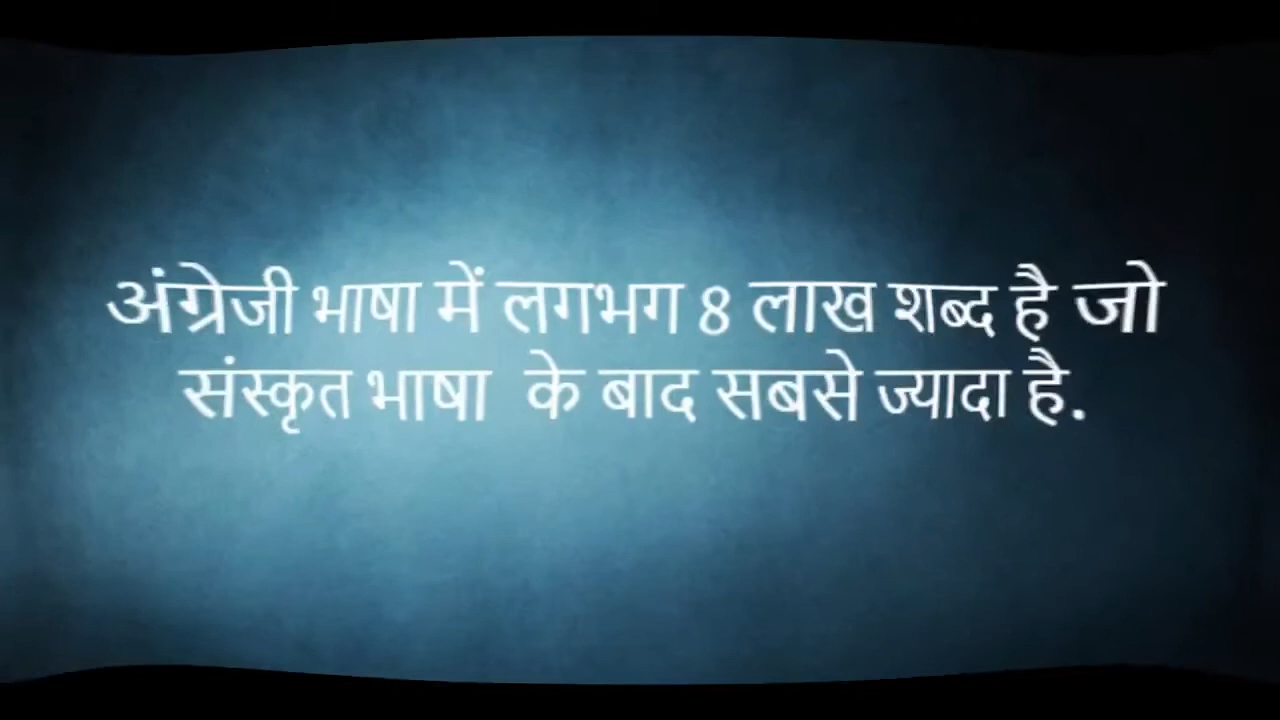 अंग्रेजी भाषा में लगभग 8 लाख शब्द है जो
संस्कृत भाषा के बाद सबसे ज्यादा है.